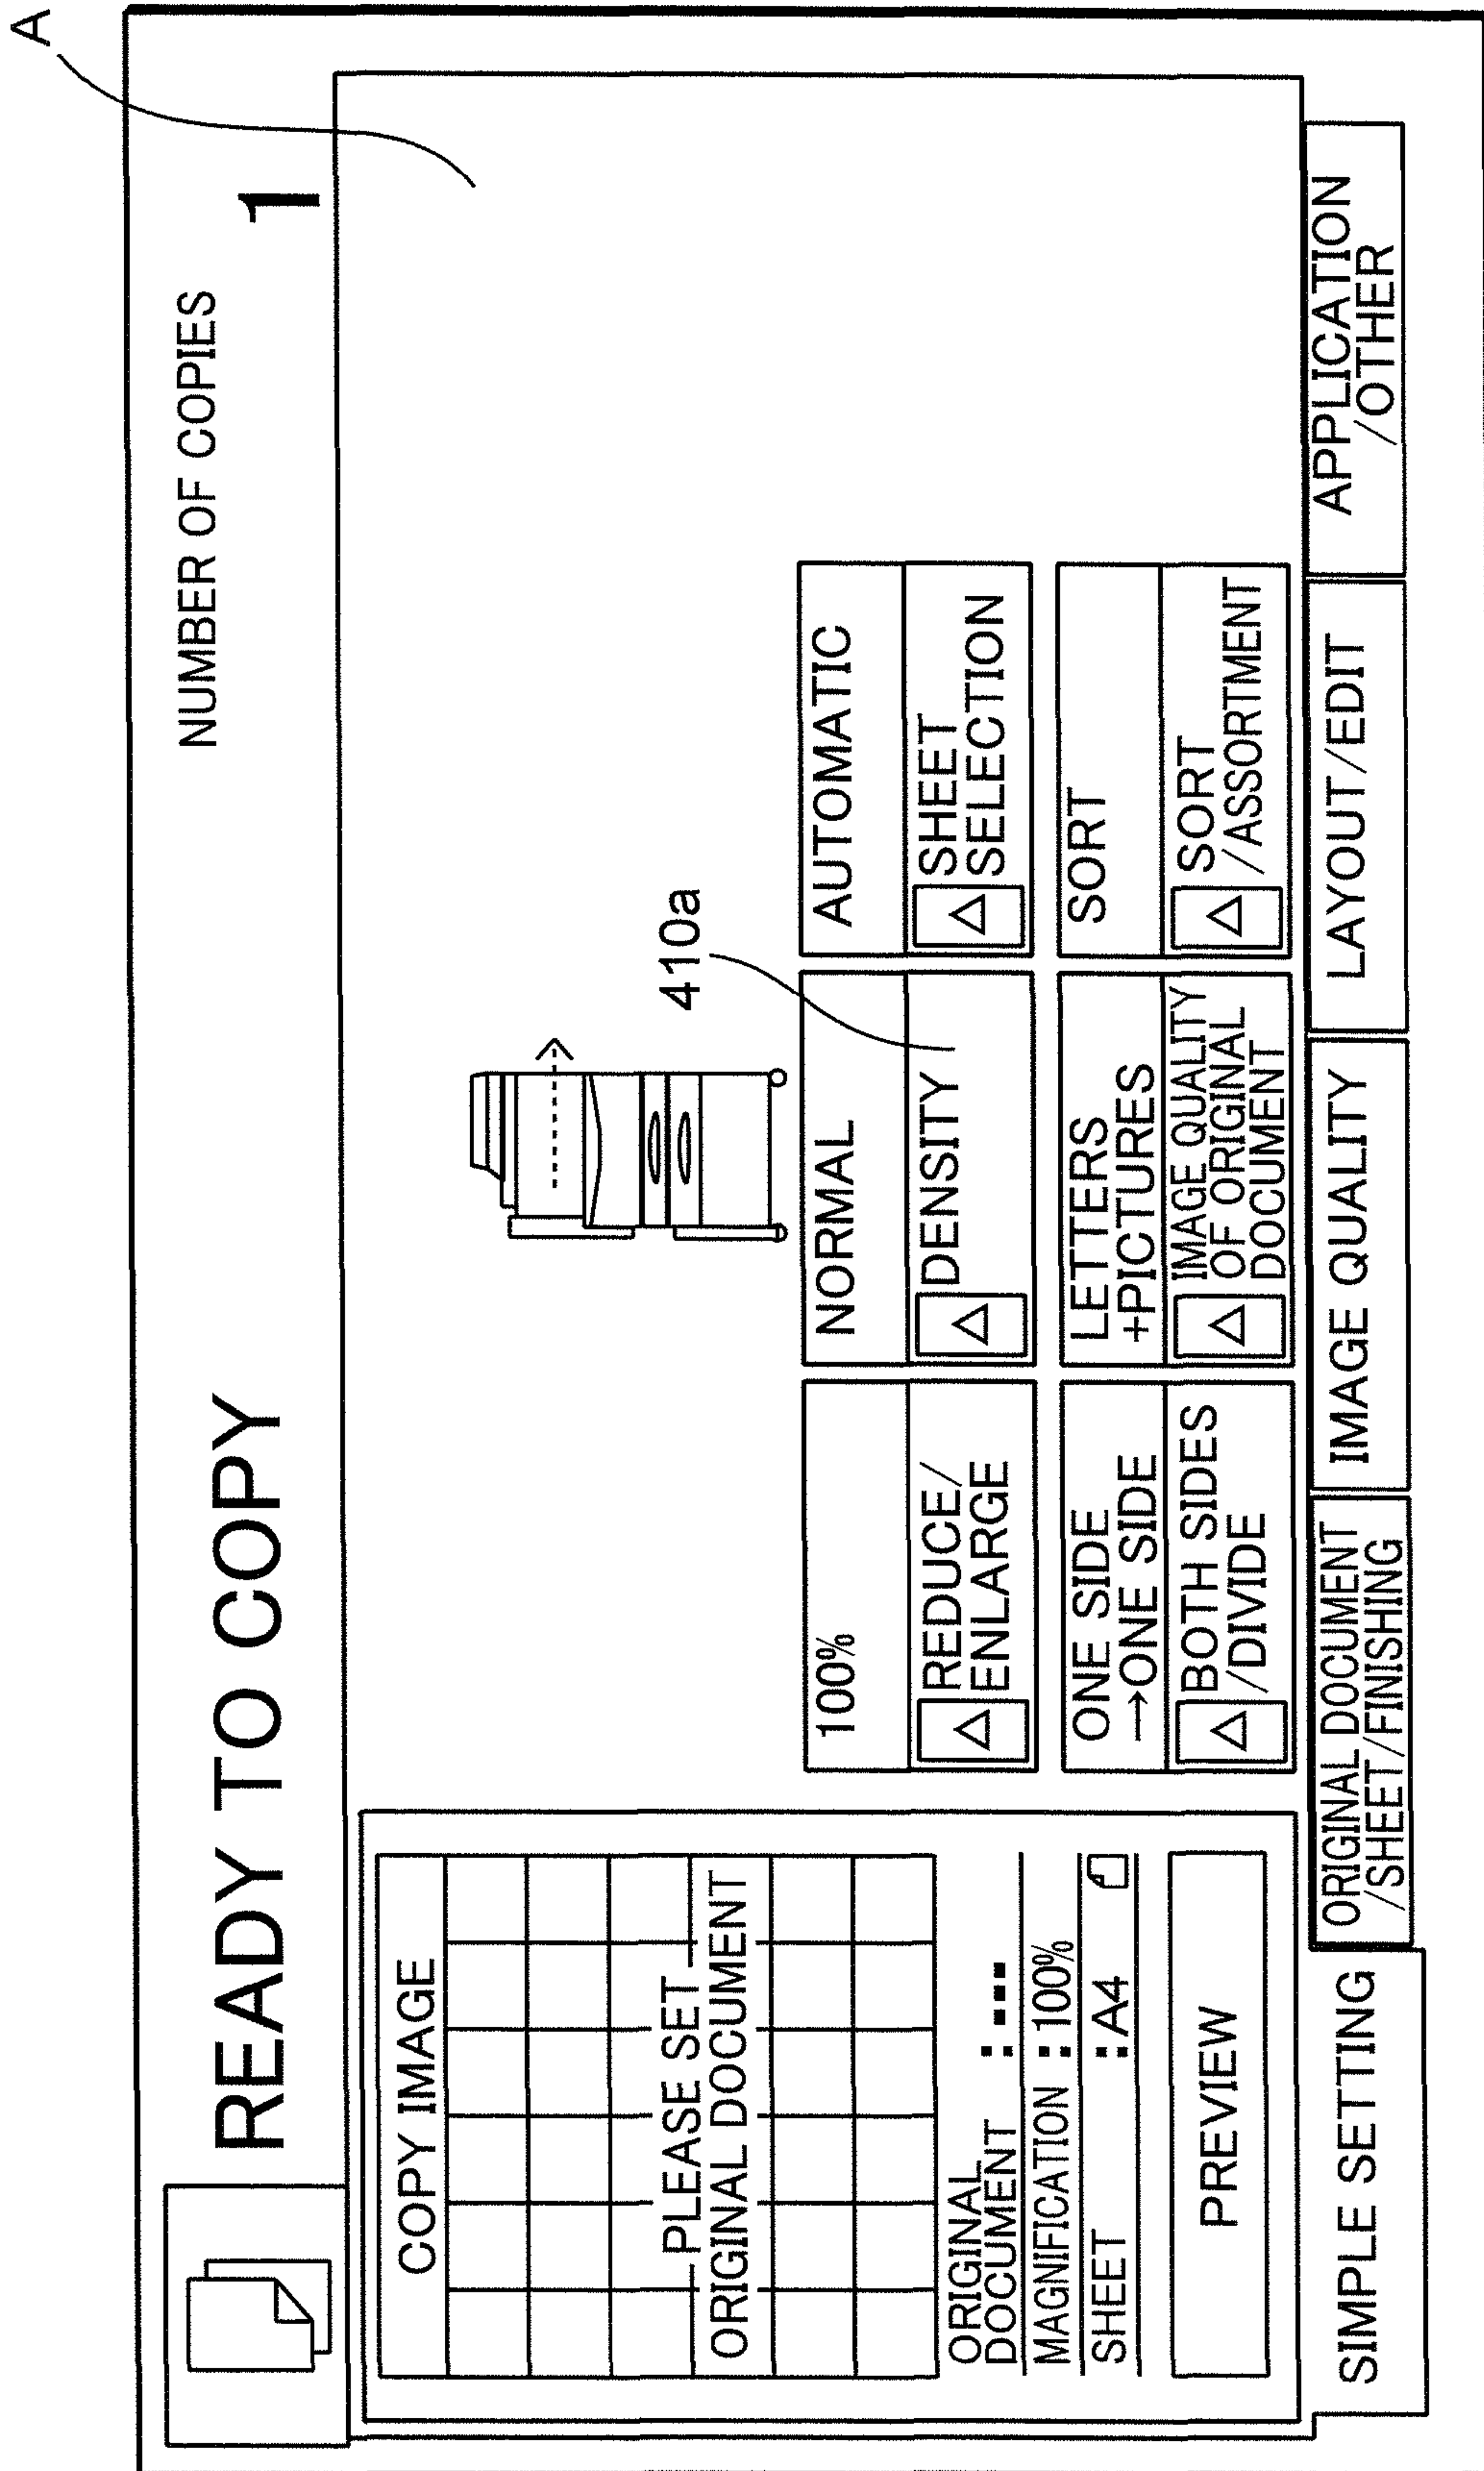 A
READY TO COPY
NUMBER OF COPIES
1
COPY IMAGE
PLEASE SET
ORIGINAL DOCUMENT
ORIGINAL
DOCUMENT : ---
MAGNIFICATION : 100%
SHEET : A4
PREVIEW
410a
100%
REDUCE/
ENLARGE
NORMAL
DENSITY
AUTOMATIC
SHEET
SELECTION
ONE SIDE
→ONE SIDE
BOTH SIDES
/DIVIDE
LETTERS
+PICTURES
IMAGE QUALITY
OF ORIGINAL
DOCUMENT
SORT
SORT
/ASSORTMENT
SIMPLE SETTING
ORIGINAL DOCUMENT
/SHEET/FINISHING
IMAGE QUALITY
LAYOUT/EDIT
APPLICATION
/OTHER